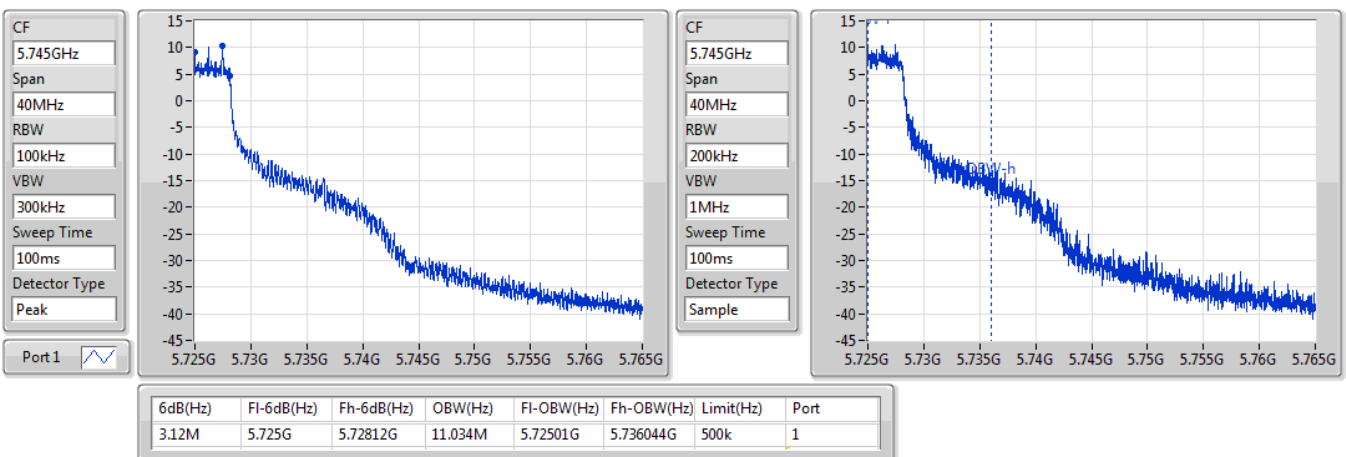 CF
5.745GHz
Span
40MHz
RBW
100kHz
VBW
300kHz
Sweep Time
100ms
Detector Type
Peak
Port 1
15
10
5
0
-5
-10
-15
-20
-25
-30
-35
-40
-45
5.725G 5.73G 5.735G 5.74G 5.745G 5.75G 5.755G 5.76G 5.765G
CF
5.745GHz
Span
40MHz
RBW
200kHz
VBW
1MHz
Sweep Time
100ms
Detector Type
Sample
15
10
5
0
-5
-10
-15
-20
-25
-30
-35
-40
-45
OBW-h
5.725G 5.73G 5.735G 5.74G 5.745G 5.75G 5.755G 5.76G 5.765G
6dB(Hz) Fl-6dB(Hz) Fh-6dB(Hz) OBW(Hz) Fl-OBW(Hz) Fh-OBW(Hz) Limit(Hz) Port
3.12M 5.725G 5.72812G 11.034M 5.72501G 5.736044G 500k 1